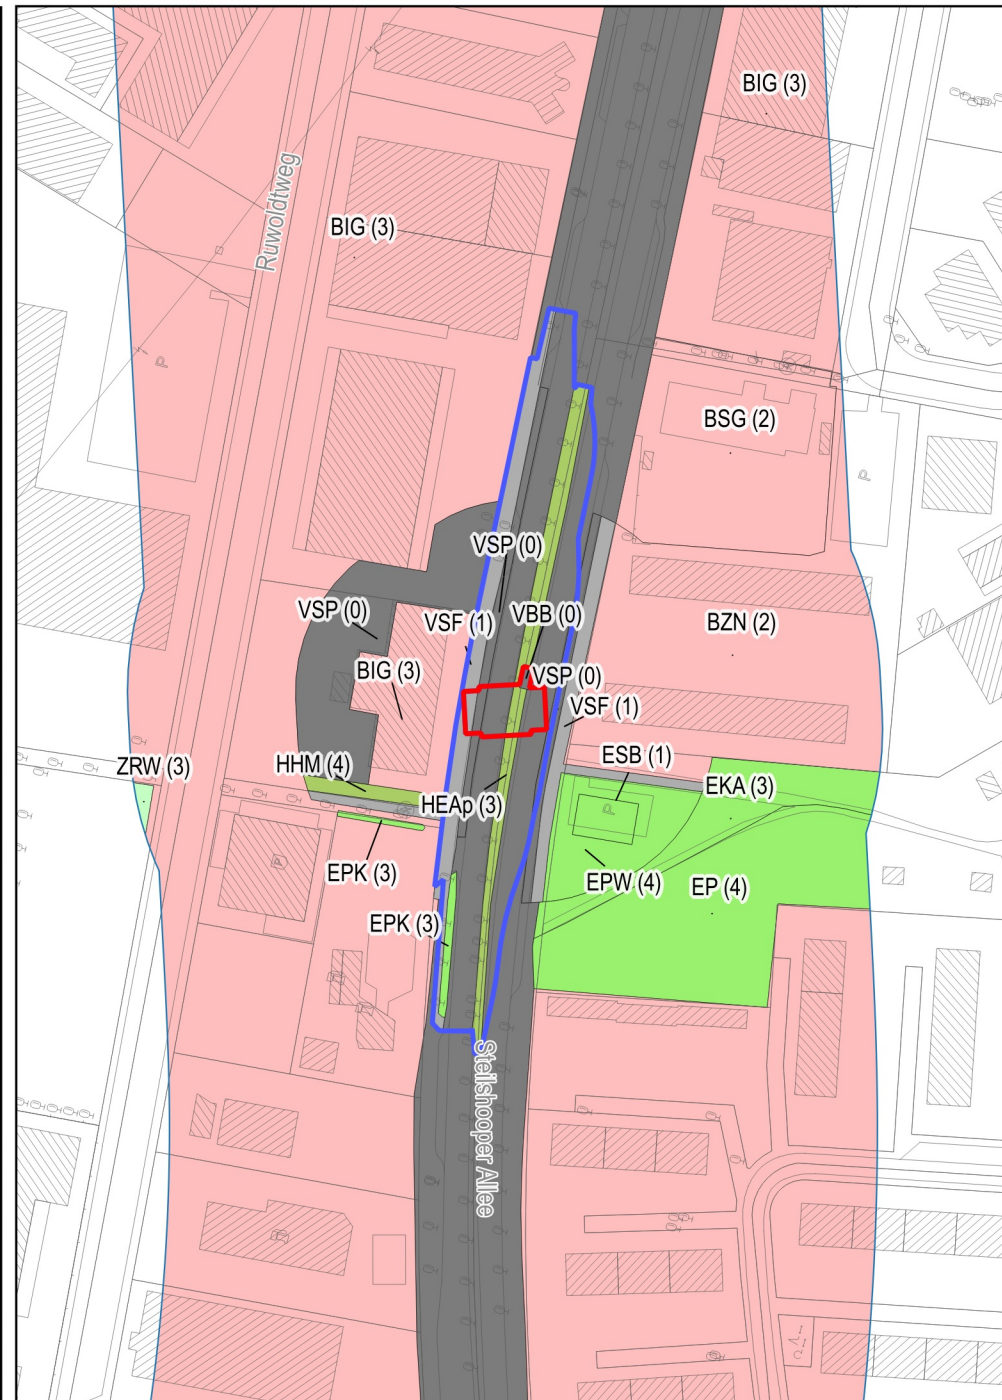 BIG (3)
Ruwoldtweg
BIG (3)
P
BSG (2)
P
VSP (0)
VSP (0)
VSF (1)
VBB (0)
BZN (2)
BIG (3)
VSP (0)
VSF (1)
ZRW (3)
HHM (4)
ESB (1)
EKA (3)
HEAp (3)
P
EPK (3)
EPW (4)
EP (4)
EPK (3)
Steilshooper Allee